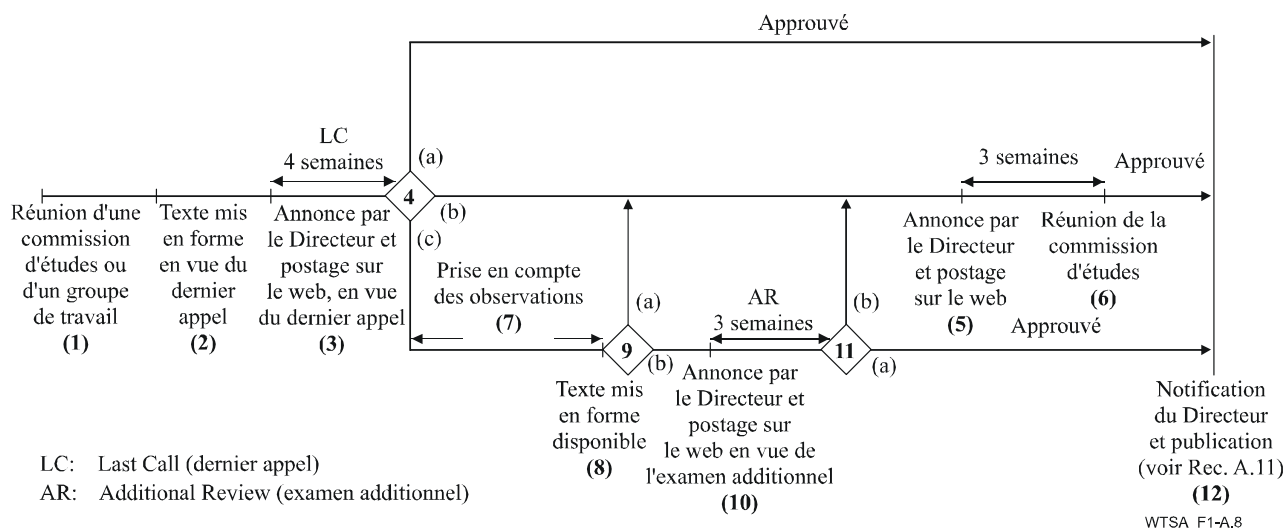 Approuvé
LC
4 semaines
(a)
3 semaines
Approuvé
4
(b)
(c)
Réunion d'une
commission
d'études ou
d'un groupe
de travail
(1)
Texte mis
en forme
en vue du
dernier
appel
(2)
Annonce par
le Directeur et
postage sur
le web, en vue
du dernier appel
(3)
Prise en compte
des observations
(7)
(a)
AR
3 semaines
(b)
Annonce par
le Directeur
et postage
sur le web
(5)
Réunion de la
commission
d'études
(6)
Approuvé
9
(b)
11
(a)
Texte mis
en forme
disponible
(8)
Annonce par
le Directeur et
postage sur
le web en vue de
l'examen additionnel
(10)
Notification
du Directeur
et publication
(voir Rec. A.11)
(12)
LC: Last Call (dernier appel)
AR: Additional Review (examen additionnel)
WTSA_F1-A.8